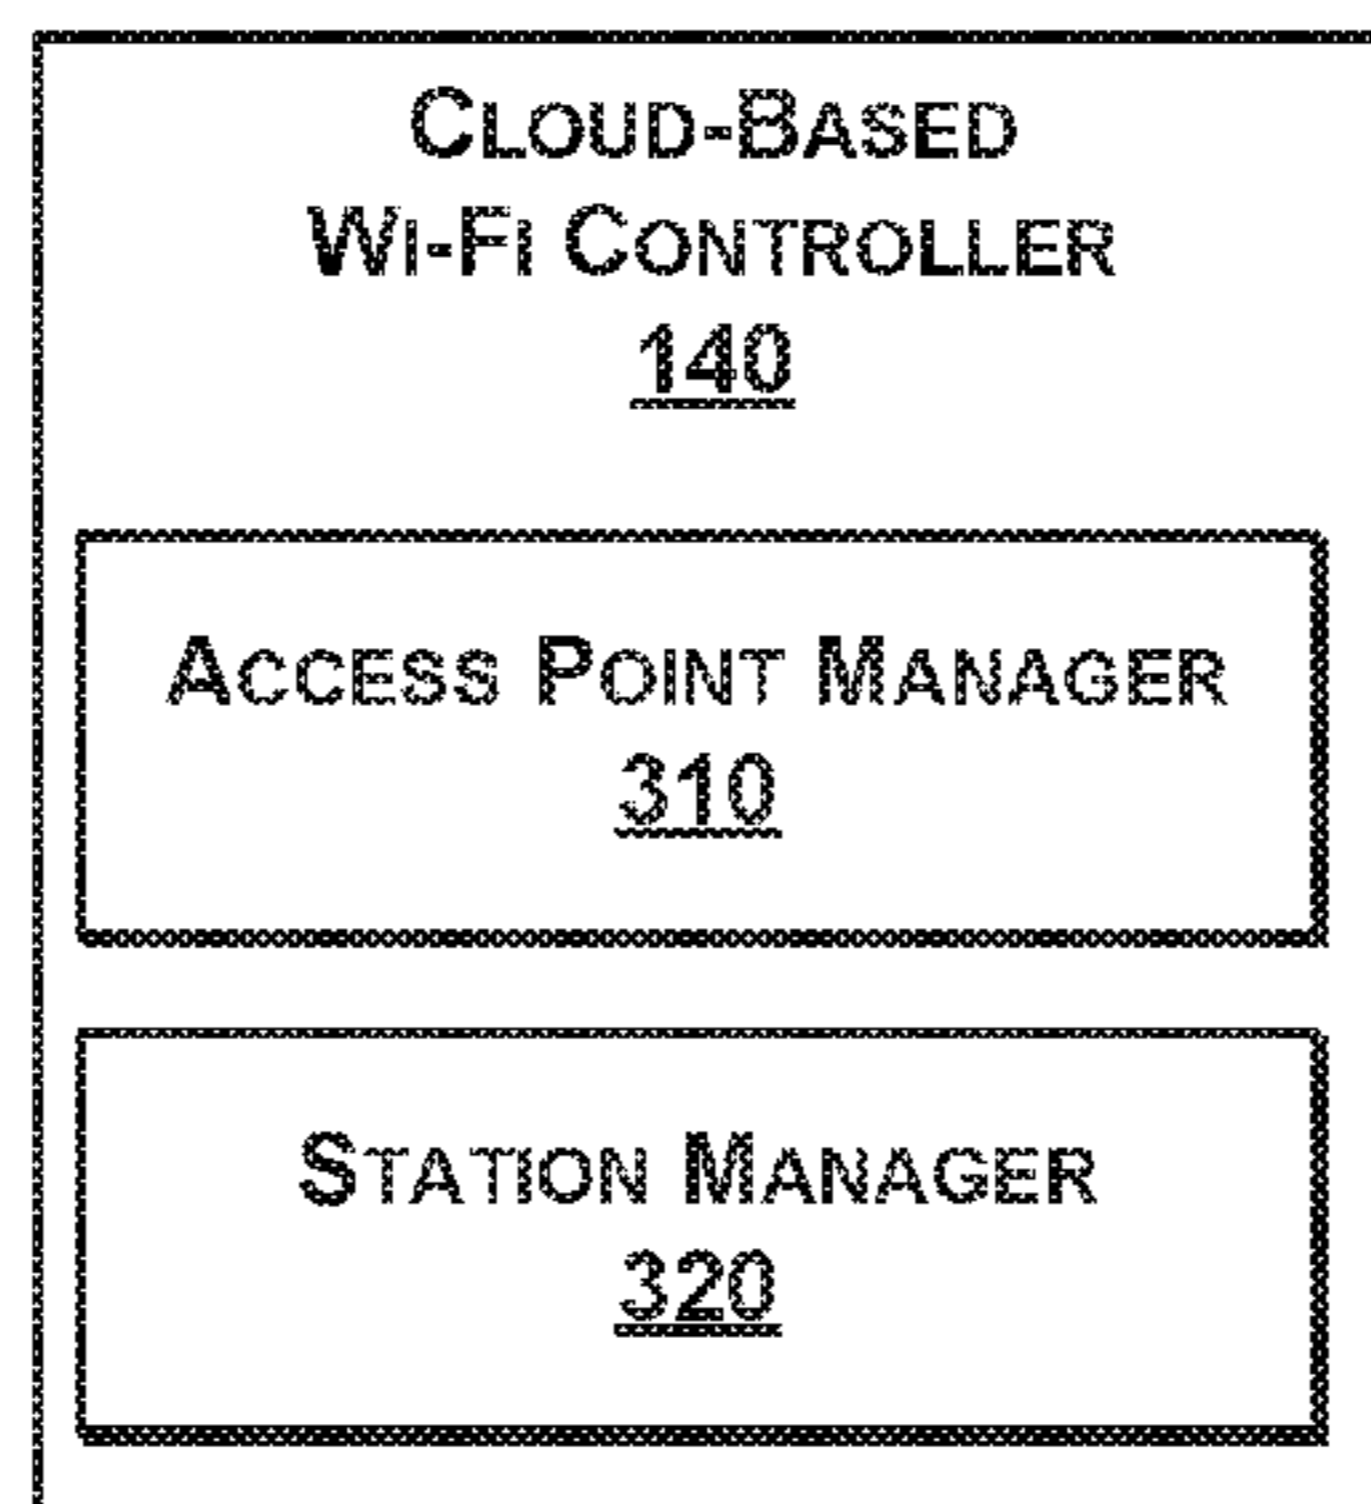 CLOUD-BASED
WI-FI CONTROLLER
140
ACCESS POINT MANAGER
310
STATION MANAGER
320